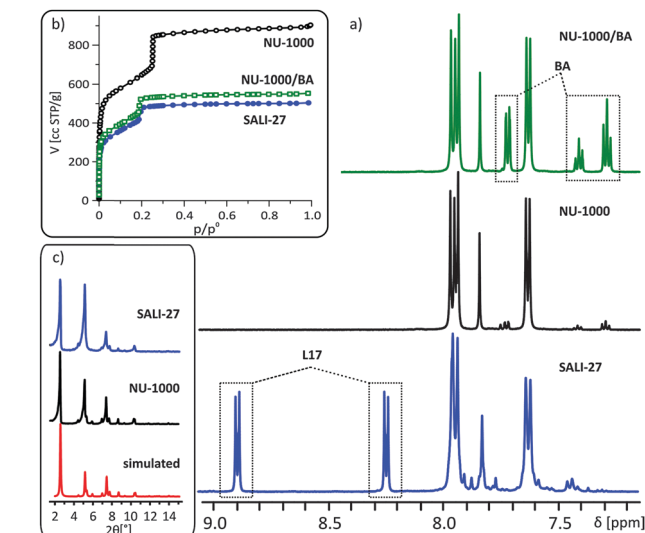 b)
a)
V [cc STP/g]
800
600
400
200
0
NU-1000
NU-1000/BA
SALI-27
0 0.2 0.4 0.6 0.8 1.0
p/p°
NU-1000/BA
BA
NU-1000
c)
SALI-27
NU-1000
simulated
2 4 6 8 10 12 14
2θ[°]
L17
SALI-27
9.0 8.5 8.0 7.5 δ [ppm]